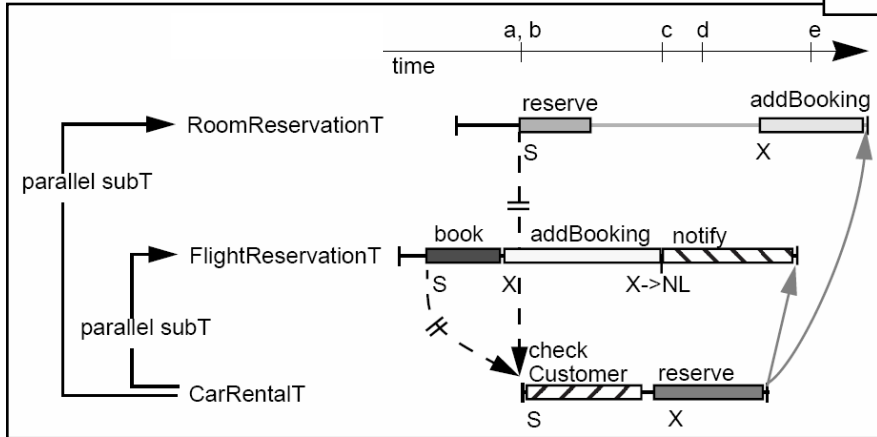 a, b c d e
time
reserve addBooking
RoomReservationT
S X
parallel subT
book addBooking notify
FlightReservationT
S X X->NL
parallel subT
check
Customer reserve
CarRentalT
S X